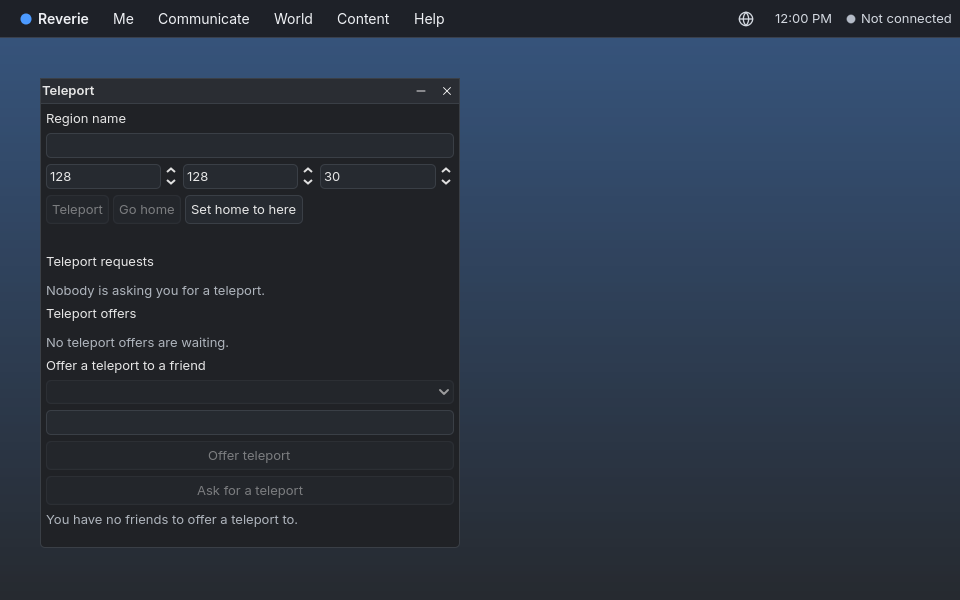 Reverie Me Communicate World Content Help 12:00 PM Not connected
Teleport
Region name
128 128 30
Teleport Go home Set home to here
Teleport requests
Nobody is asking you for a teleport.
Teleport offers
No teleport offers are waiting.
Offer a teleport to a friend
Offer teleport
Ask for a teleport
You have no friends to offer a teleport to.